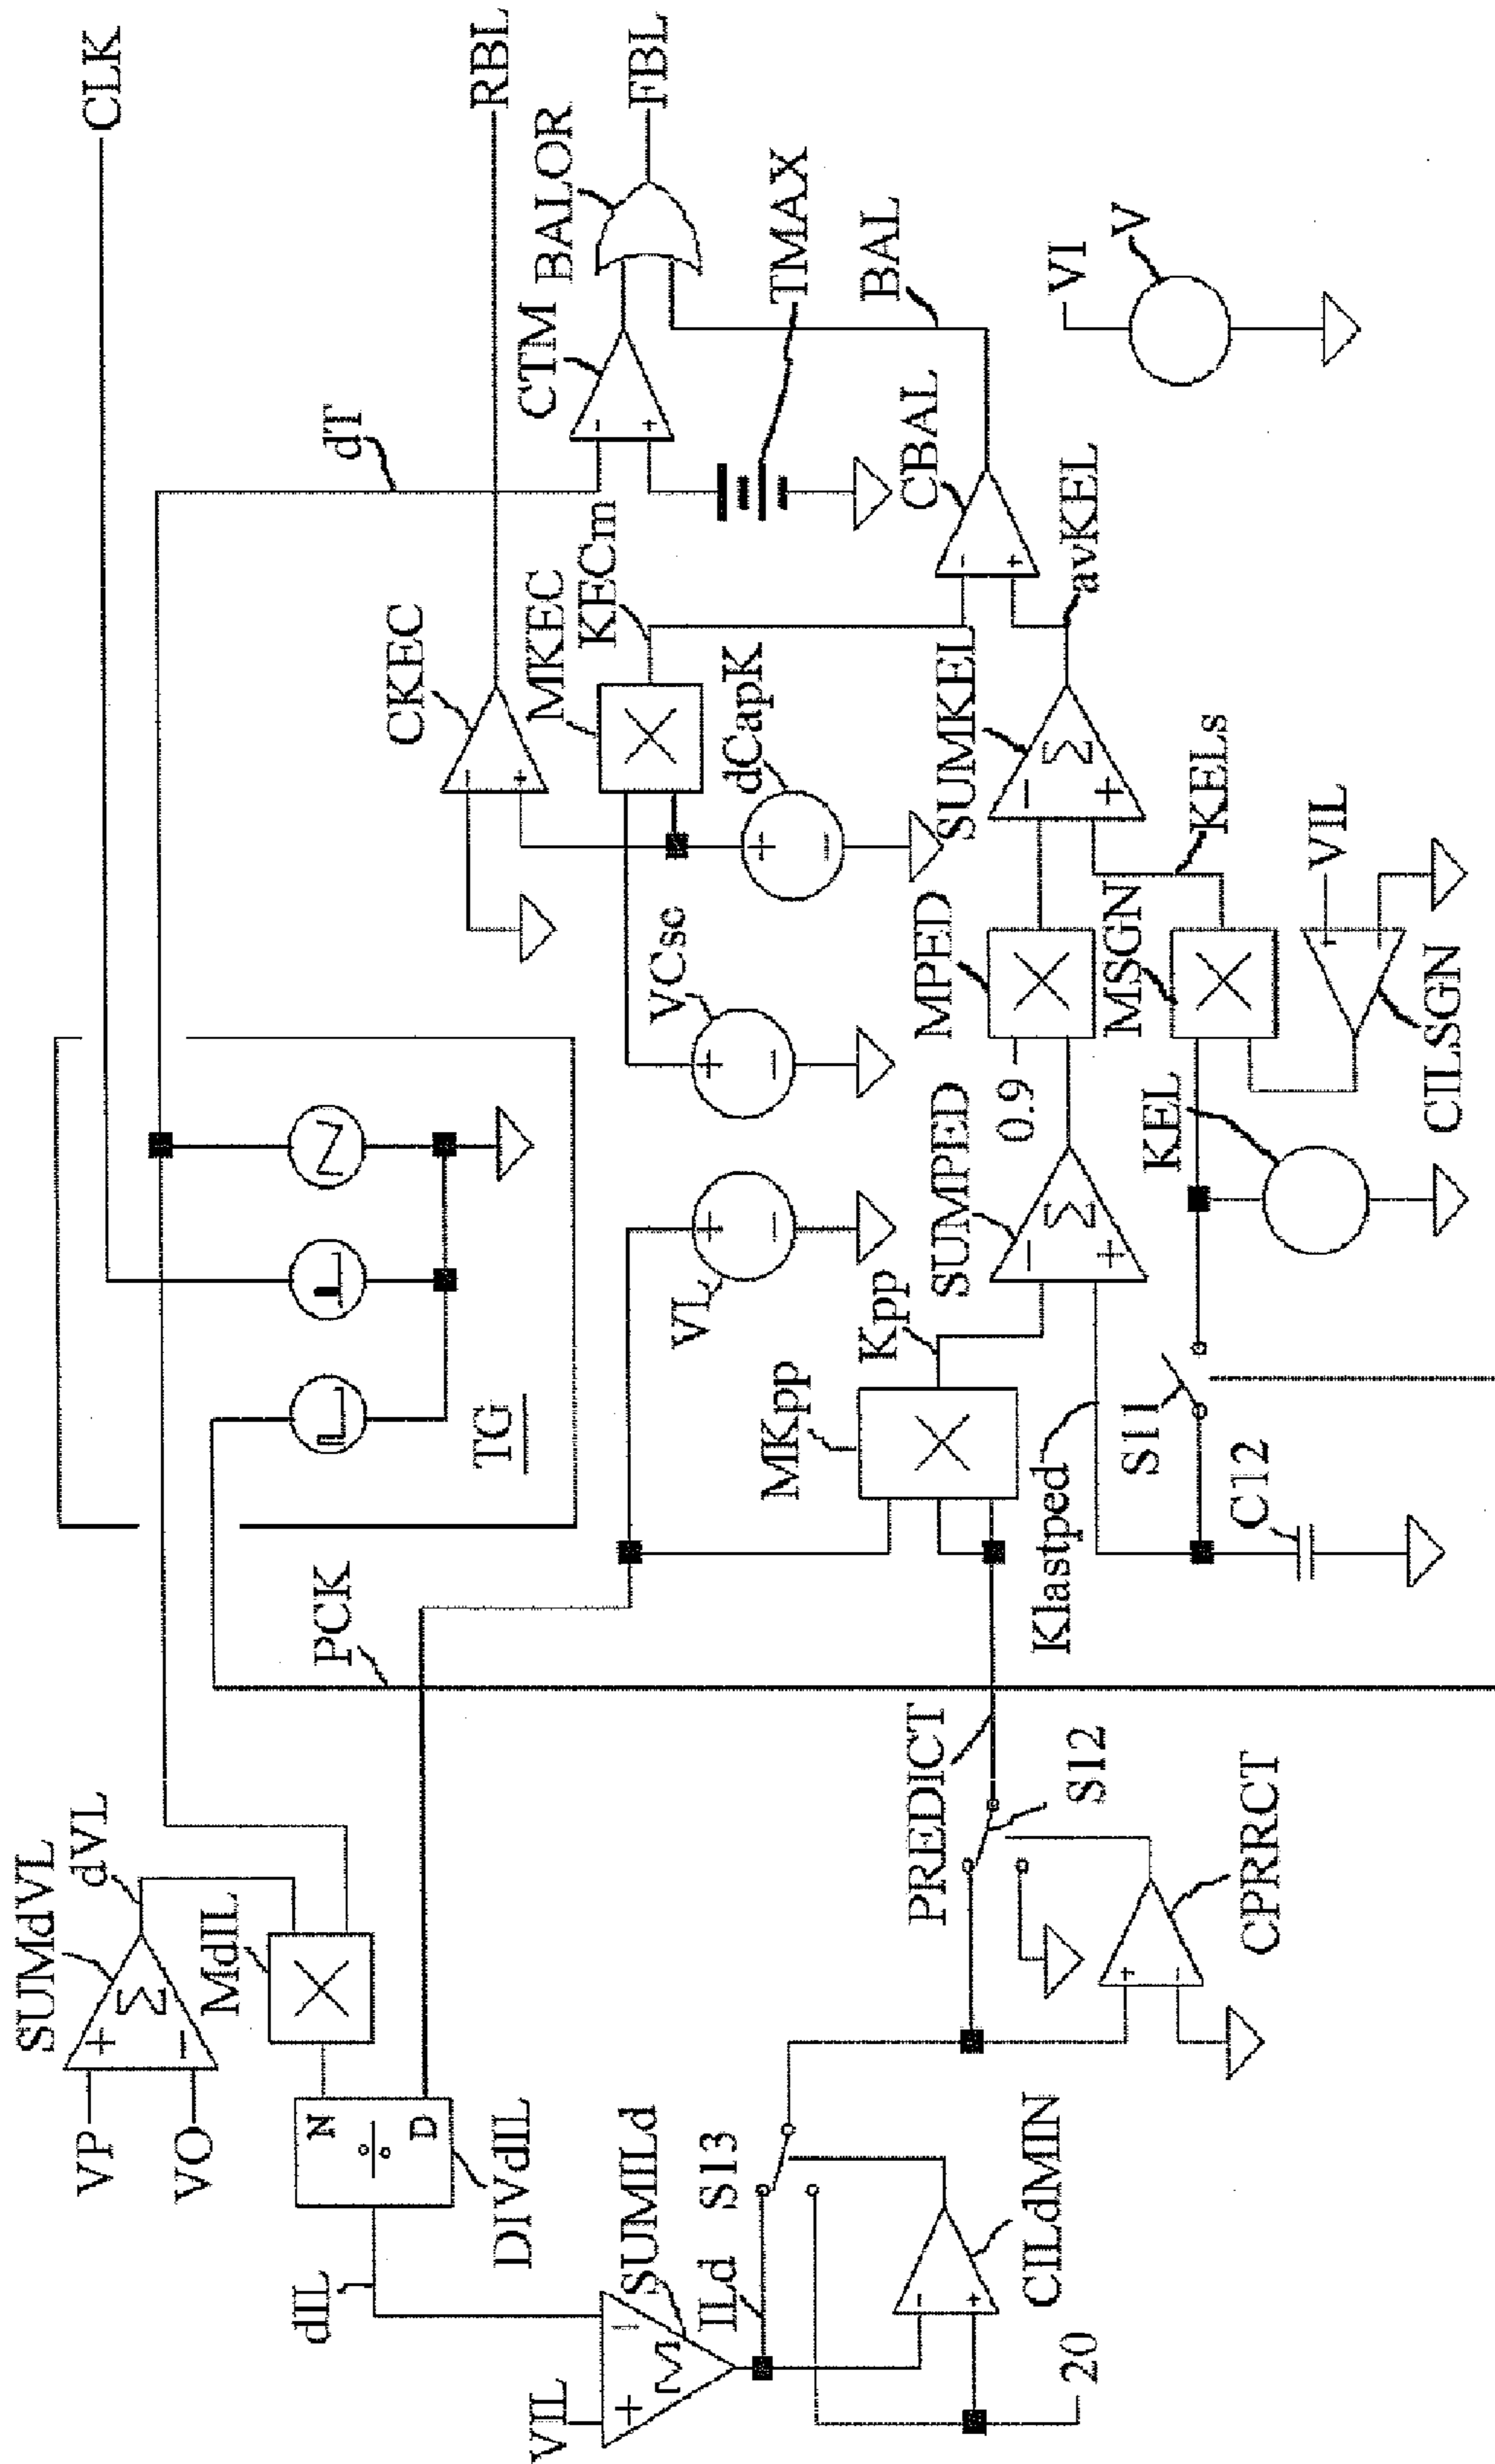 CLK
RBL
FBL
BALOR
CTM
TMAX
BAL
VI
V
dT
CKEC
MKEC
KECm
dCapK
CBAL
avKEL
SUMKEL
KELs
VIL
VCsc
MPED
MSGN
CILSGN
0.9
KEL
SUMPED
VL
Kpp
MKpp
Klastped
S11
C12
TG
PCK
PREDICT
S12
CPRRCT
SUMdVL
dVL
MdIL
VP
VO
N
D
DIVdIL
dIL
SUMILd
VIL
ILd
S13
CILdMIN
20